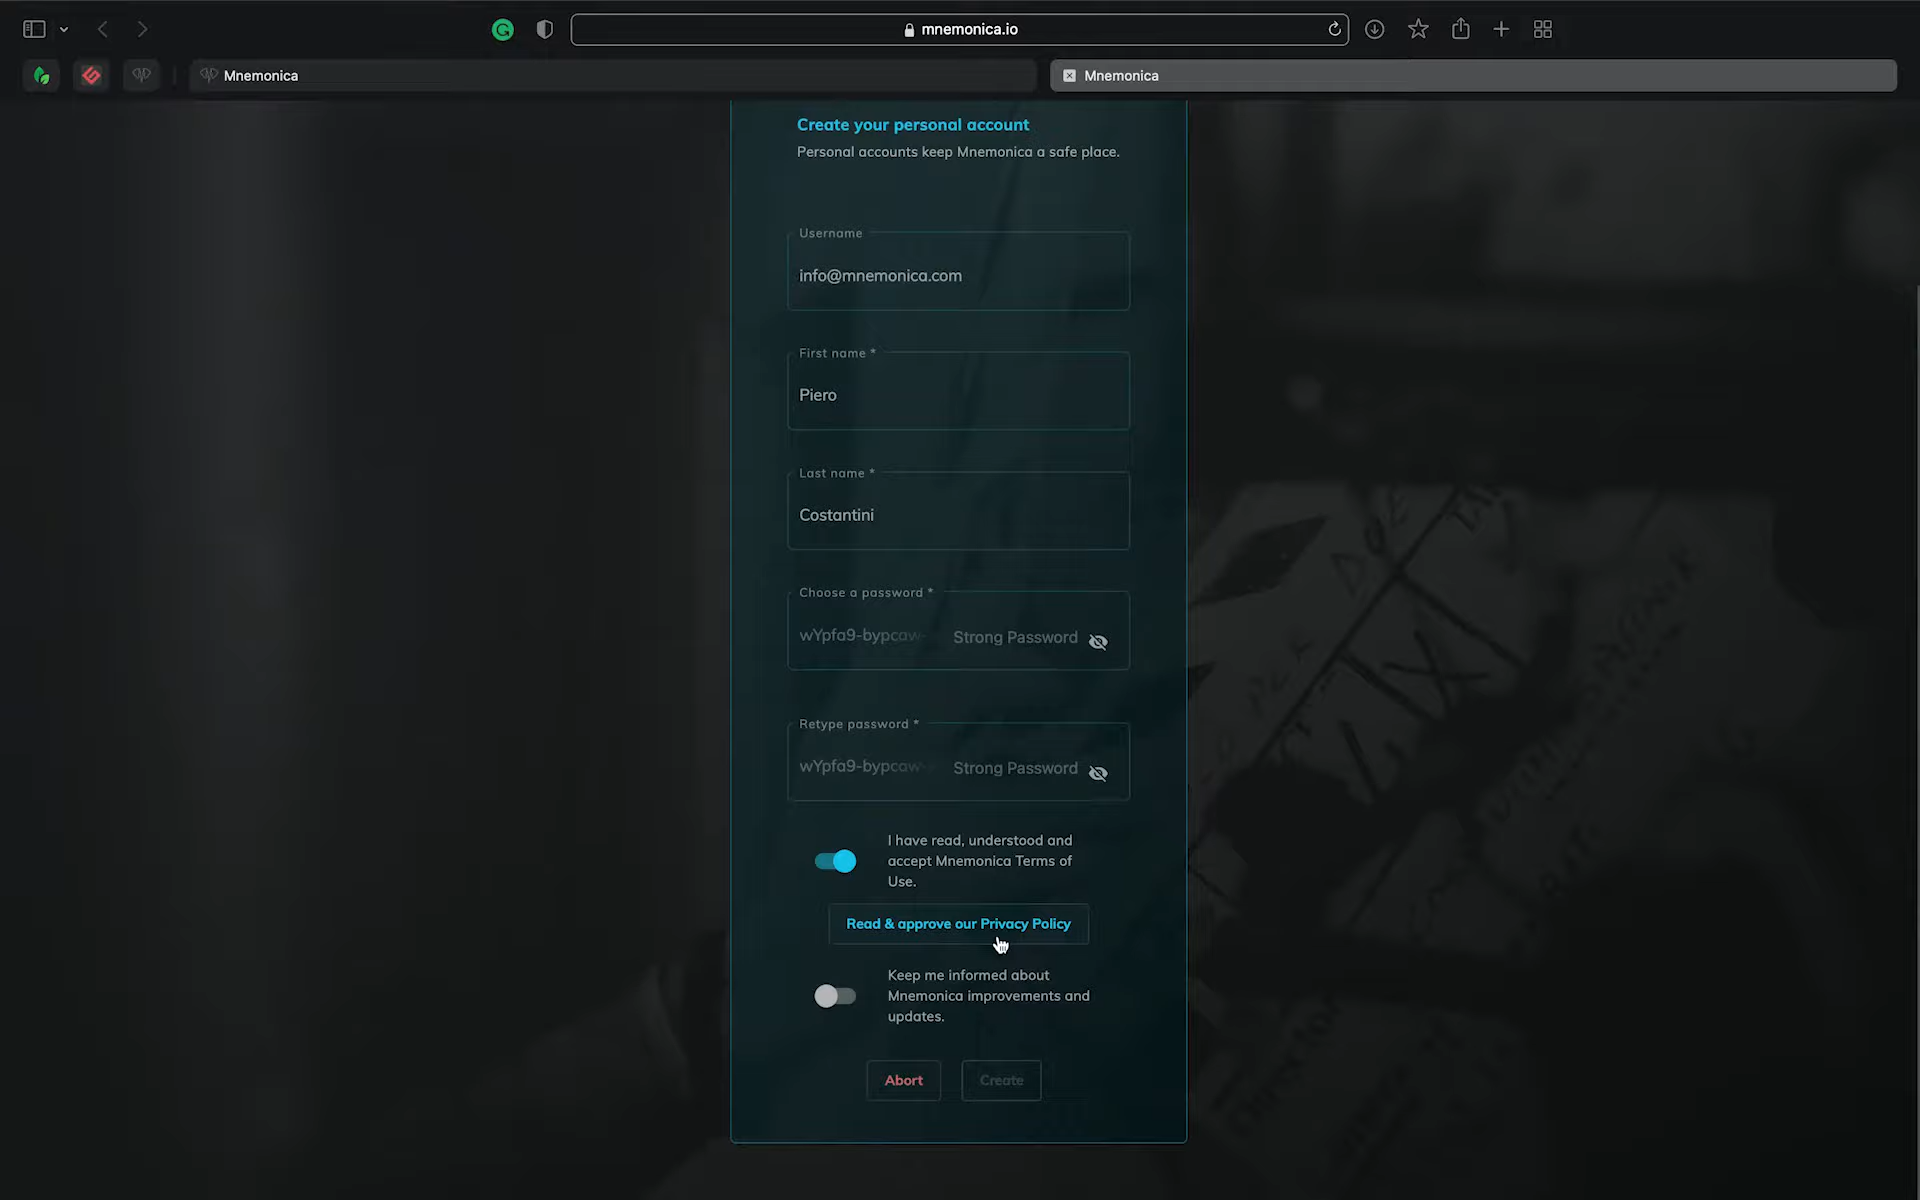 mnemonica.io
Mnemonica
Mnemonica
Create your personal account
Personal accounts keep Mnemonica a safe place.
Username
info@mnemonica.com
First name *
Piero
Last name *
Costantini
Choose a password *
wYpfa9-bypcaw- Strong Password
Retype password *
wYpfa9-bypcaw- Strong Password
I have read, understood and
accept Mnemonica Terms of
Use.
Read & approve our Privacy Policy
Keep me informed about
Mnemonica improvements and
updates.
Abort
Create